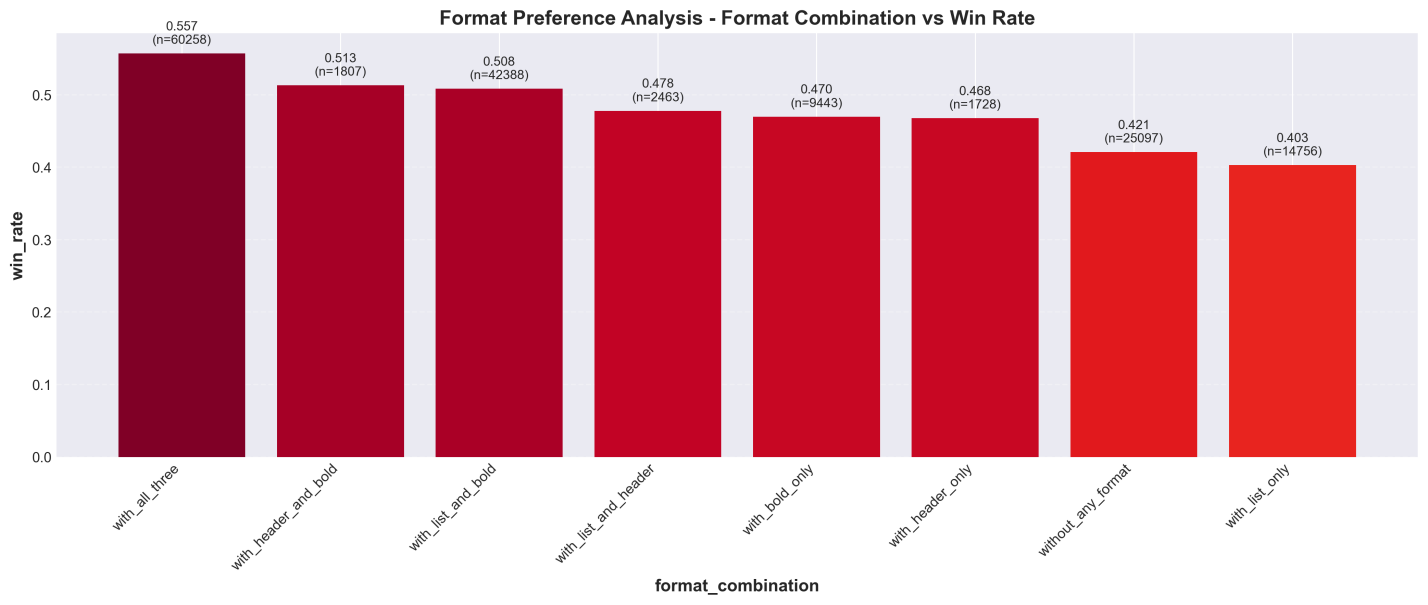 Format Preference Analysis - Format Combination vs Win Rate
0.557
(n=60258)
0.513
(n=1807)
0.508
(n=42388)
0.478
(n=2463)
0.470
(n=9443)
0.468
(n=1728)
0.421
(n=25097)
0.403
(n=14756)
win_rate
0.5
0.4
0.3
0.2
0.1
0.0
with_all_three
with_header_and_bold
with_list_and_bold
with_list_and_header
with_bold_only
with_header_only
without_any_format
with_list_only
format_combination